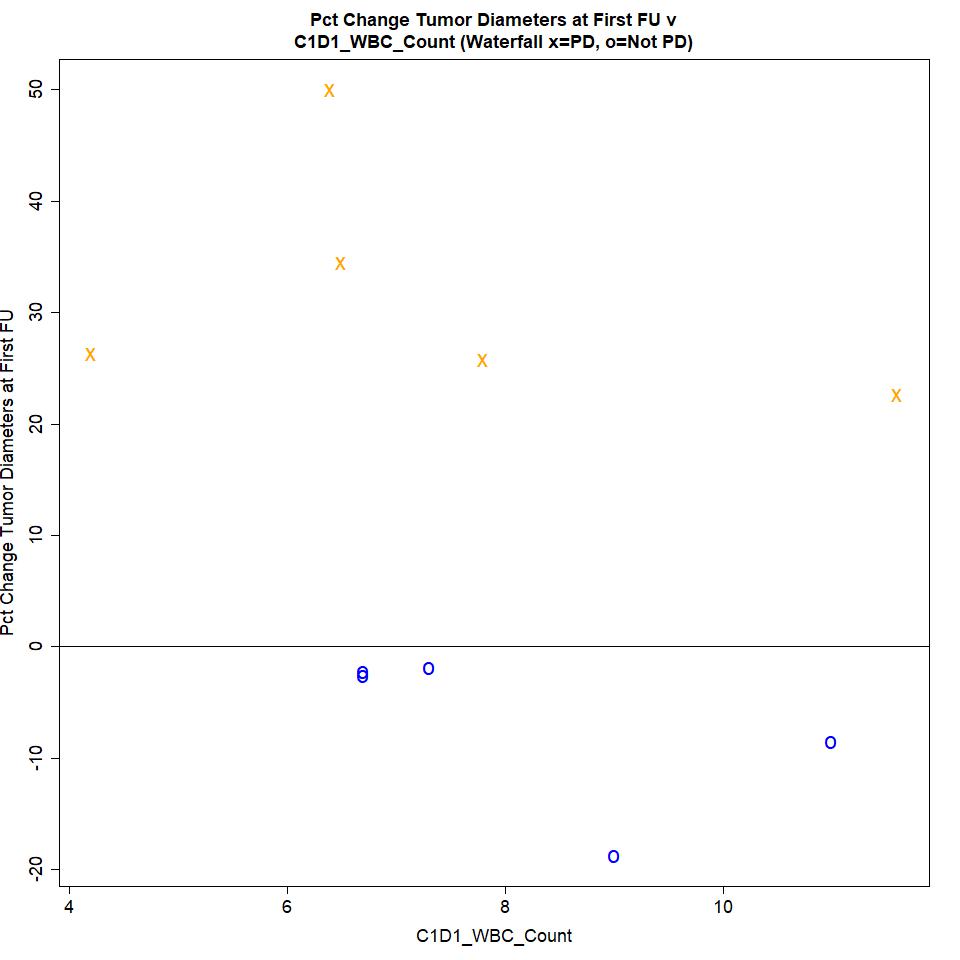 Pct Change Tumor Diameters at First FU v
C1D1_WBC_Count (Waterfall x=PD, o=Not PD)
Pct Change Tumor Diameters at First FU
50
40
30
20
10
0
-10
-20
X
X
X
X
X
O
O
O
O
O
4
6
8
10
C1D1_WBC_Count